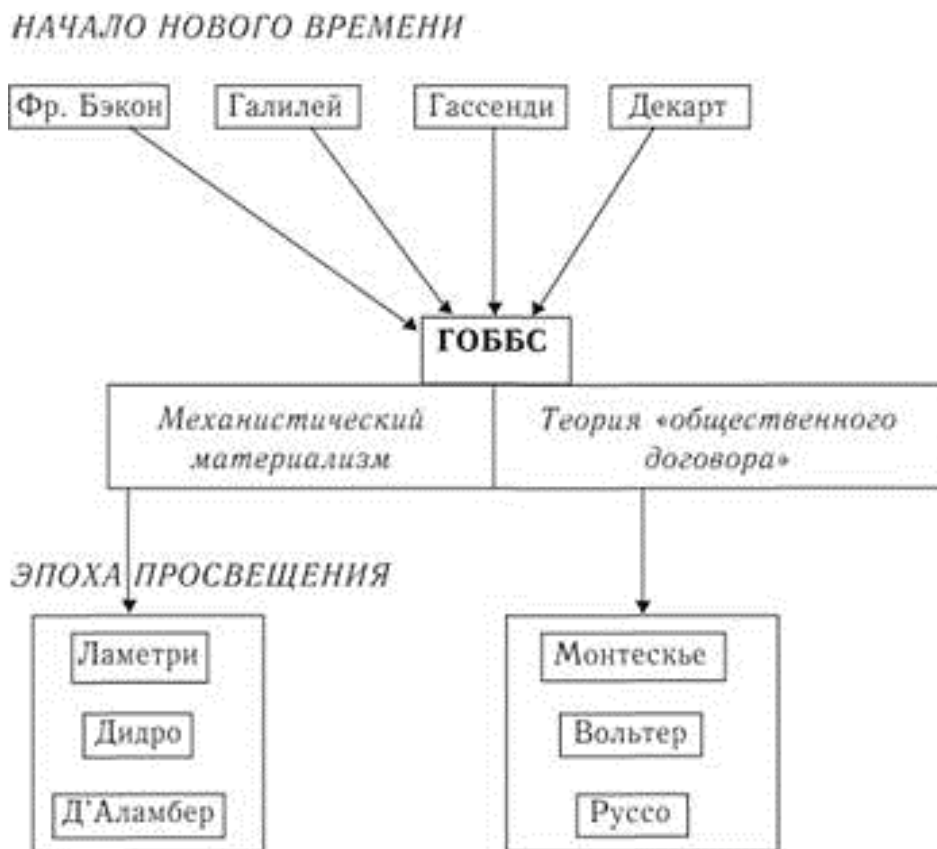 НАЧАЛО НОВОГО ВРЕМЕНИ
Фр. Бэкон
Галилей
Гассенди
Декарт
ГОББС
Механистический
материализм
Теория «общественного
договора»
ЭПОХА ПРОСВЕЩЕНИЯ
Ламетри
Дидро
Д'Аламбер
Монтескье
Вольтер
Руссо